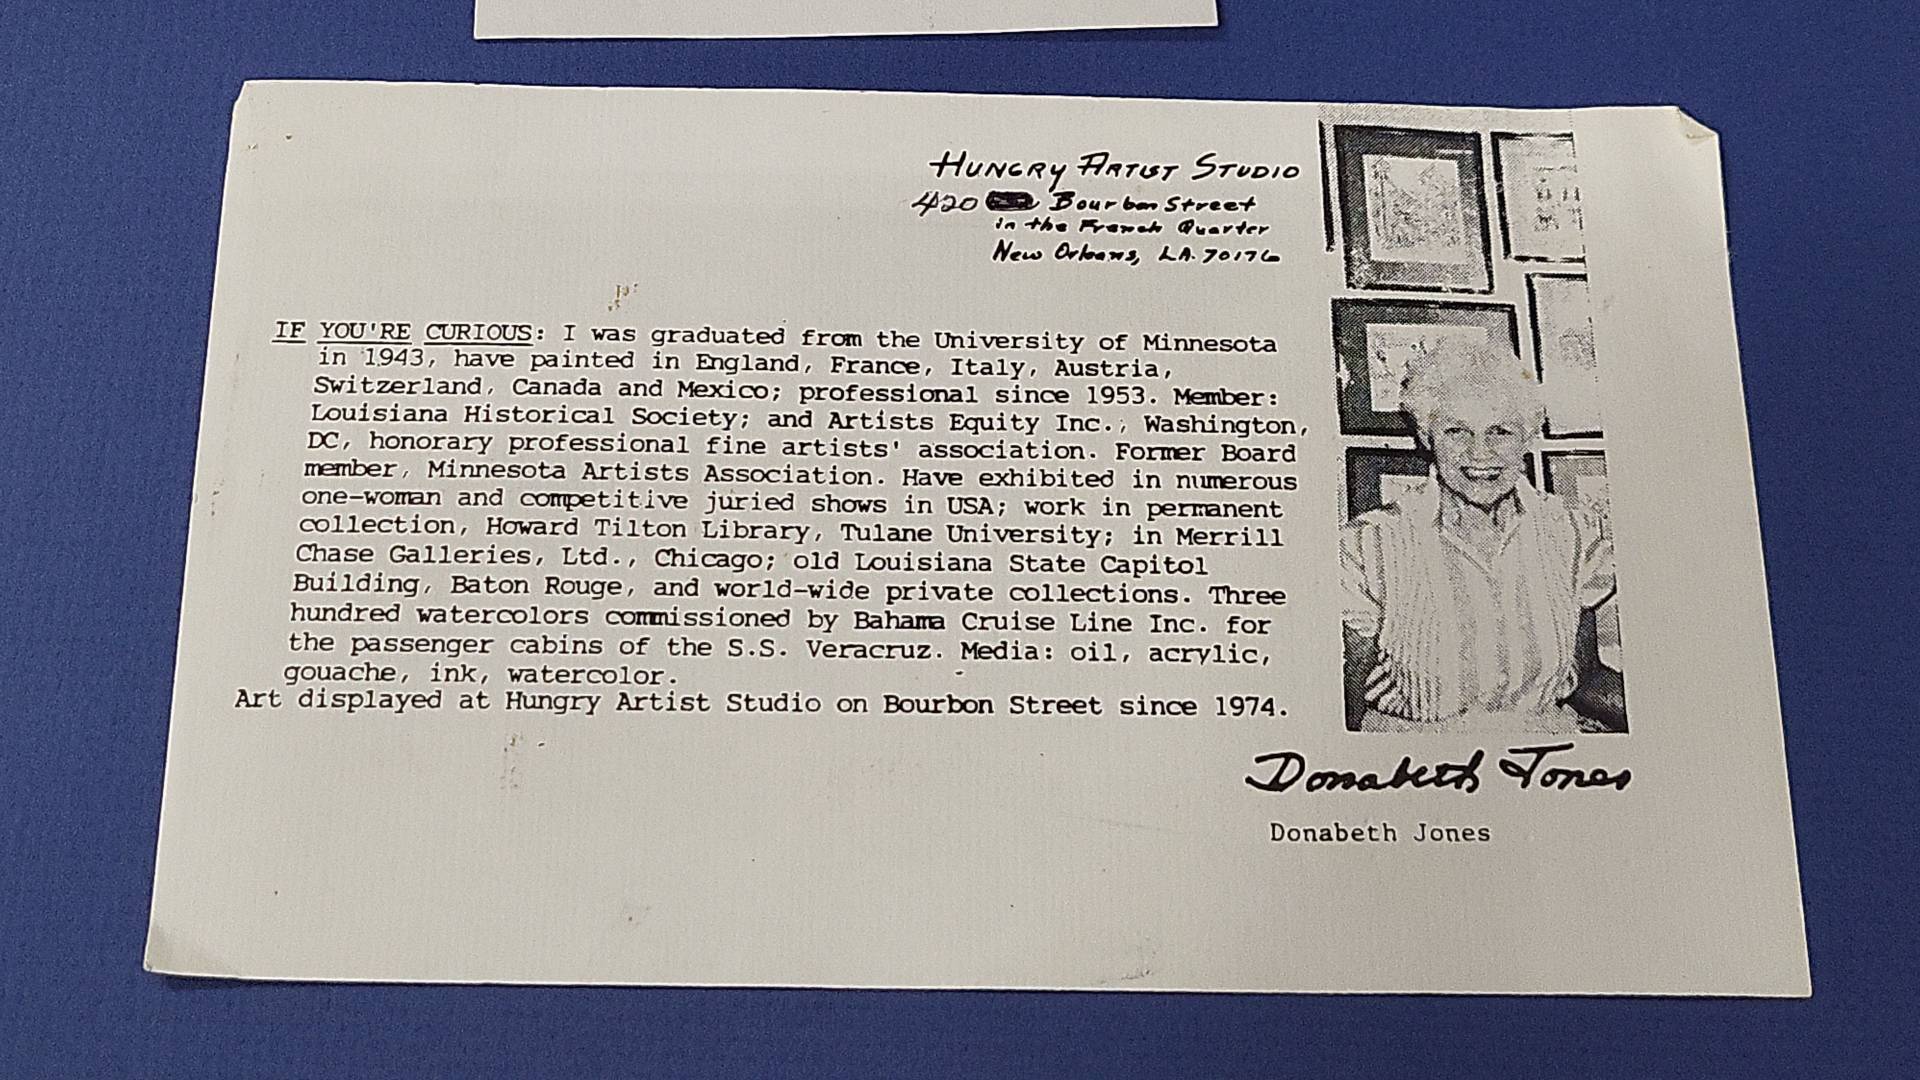 HUNGRY ARTIST STUDIO
420 Bourbon Street
in the French Quarter
New Orleans, LA. 70176
IF YOU'RE CURIOUS: I was graduated from the University of Minnesota
in 1943, have painted in England, France, Italy, Austria,
Switzerland, Canada and Mexico; professional since 1953. Member:
Louisiana Historical Society; and Artists Equity Inc., Washington,
DC, honorary professional fine artists' association. Former Board
member, Minnesota Artists Association. Have exhibited in numerous
one-woman and competitive juried shows in USA; work in permanent
collection, Howard Tilton Library, Tulane University; in Merrill
Chase Galleries, Ltd., Chicago; old Louisiana State Capitol
Building, Baton Rouge, and world-wide private collections. Three
hundred watercolors commissioned by Bahama Cruise Line Inc. for
the passenger cabins of the S.S. Veracruz. Media: oil, acrylic,
gouache, ink, watercolor.
Art displayed at Hungry Artist Studio on Bourbon Street since 1974.
Donabeth Jones
Donabeth Jones